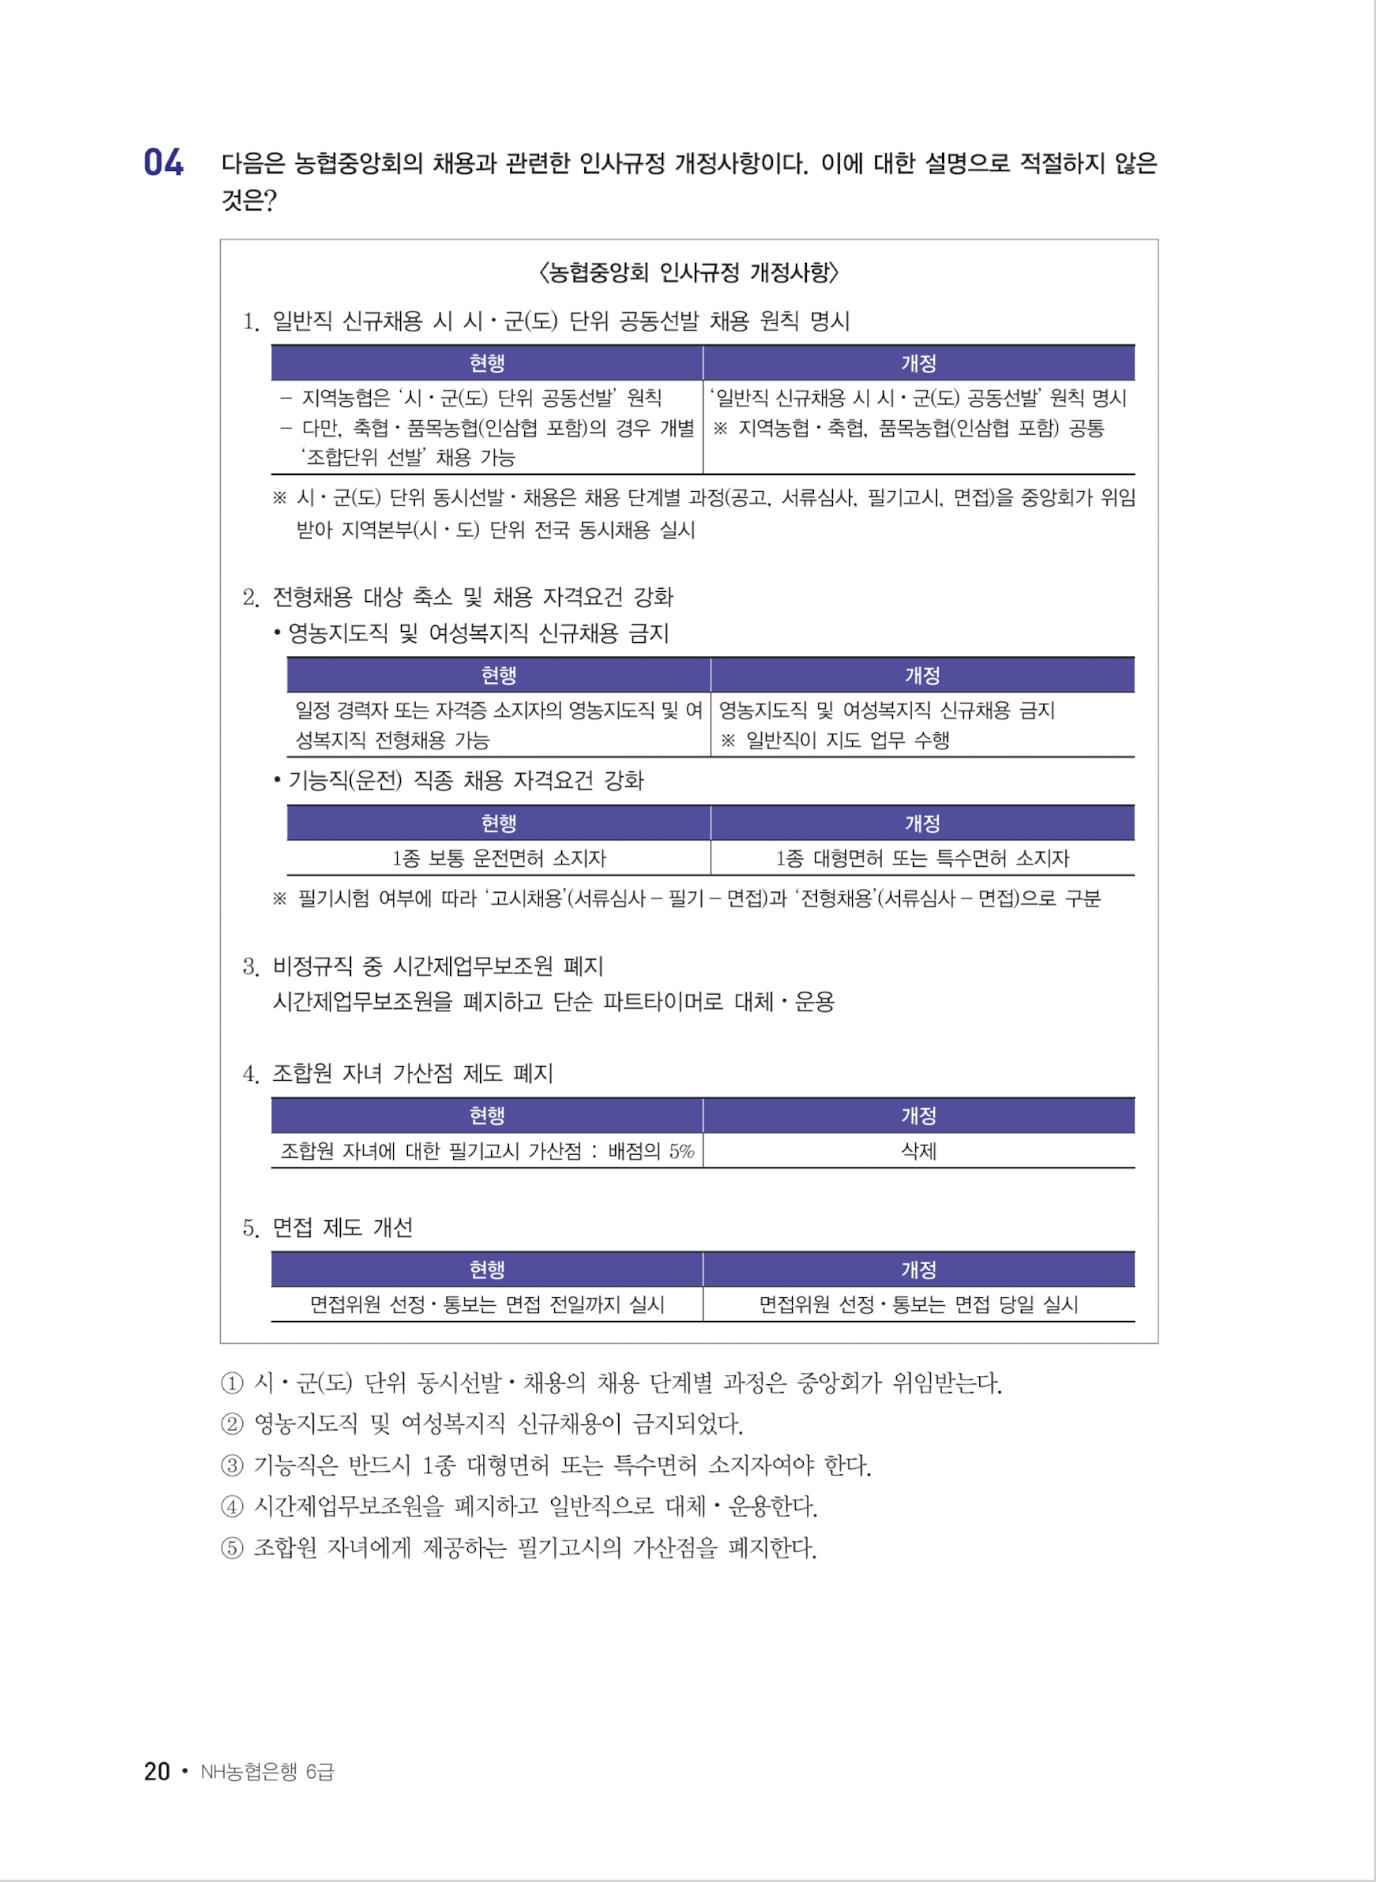 04 다음은 농협중앙회의 채용과 관련한 인사규정 개정사항이다. 이에 대한 설명으로 적절하지 않은
것은?
〈농협중앙회 인사규정 개정사항〉
1. 일반직 신규채용 시 시・군(도) 단위 공동선발 채용 원칙 명시
현행 개정
– 지역농협은 ‘시・군(도) 단위 공동선발’ 원칙
– 다만, 축협・품목농협(인삼협 포함)의 경우 개별
‘조합단위 선발’ 채용 가능
‘일반직 신규채용 시 시・군(도) 공동선발’ 원칙 명시
※ 지역농협・축협, 품목농협(인삼협 포함) 공통
※ 시・군(도) 단위 동시선발・채용은 채용 단계별 과정(공고, 서류심사, 필기고시, 면접)을 중앙회가 위임
받아 지역본부(시・도) 단위 전국 동시채용 실시
2. 전형채용 대상 축소 및 채용 자격요건 강화
• 영농지도직 및 여성복지직 신규채용 금지
현행 개정
일정 경력자 또는 자격증 소지자의 영농지도직 및 여
성복지직 전형채용 가능
영농지도직 및 여성복지직 신규채용 금지
※ 일반직이 지도 업무 수행
• 기능직(운전) 직종 채용 자격요건 강화
현행 개정
1종 보통 운전면허 소지자 1종 대형면허 또는 특수면허 소지자
※ 필기시험 여부에 따라 ‘고시채용’(서류심사 – 필기 – 면접)과 ‘전형채용’(서류심사 – 면접)으로 구분
3. 비정규직 중 시간제업무보조원 폐지
시간제업무보조원을 폐지하고 단순 파트타이머로 대체・운용
4. 조합원 자녀 가산점 제도 폐지
현행 개정
조합원 자녀에 대한 필기고시 가산점 : 배점의 5% 삭제
5. 면접 제도 개선
현행 개정
면접위원 선정・통보는 면접 전일까지 실시 면접위원 선정・통보는 면접 당일 실시
① 시・군(도) 단위 동시선발・채용의 채용 단계별 과정은 중앙회가 위임받는다.
② 영농지도직 및 여성복지직 신규채용이 금지되었다.
③ 기능직은 반드시 1종 대형면허 또는 특수면허 소지자여야 한다.
④ 시간제업무보조원을 폐지하고 일반직으로 대체・운용한다.
⑤ 조합원 자녀에게 제공하는 필기고시의 가산점을 폐지한다.
20 • NH농협은행 6급